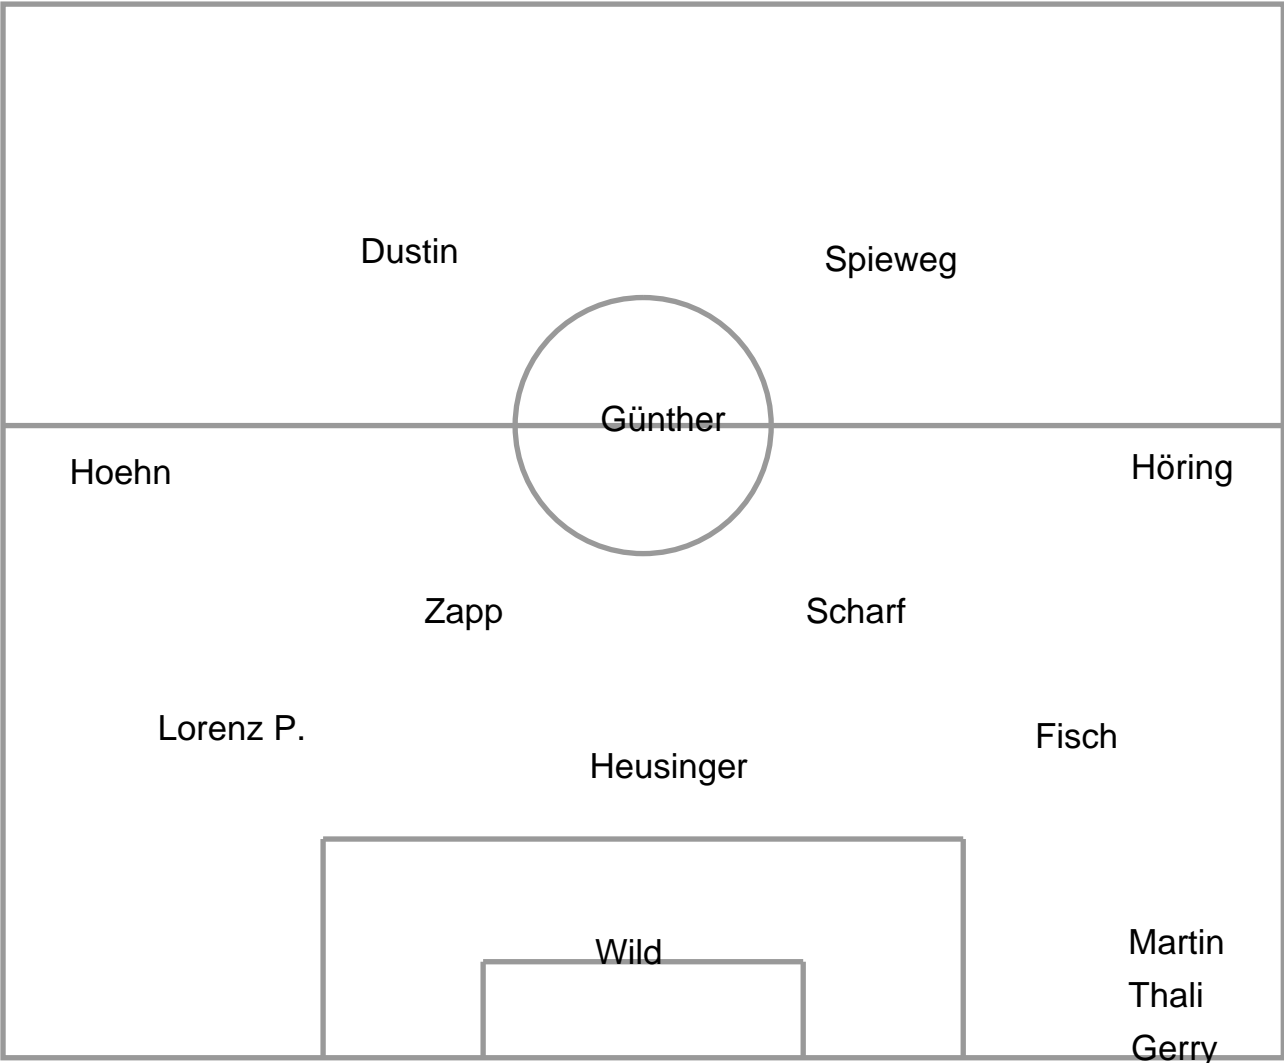 Dustin
Spieweg
Günther
Hoehn
Höring
Zapp
Scharf
Lorenz P.
Fisch
Heusinger
Wild
Martin
Thali
Gerry